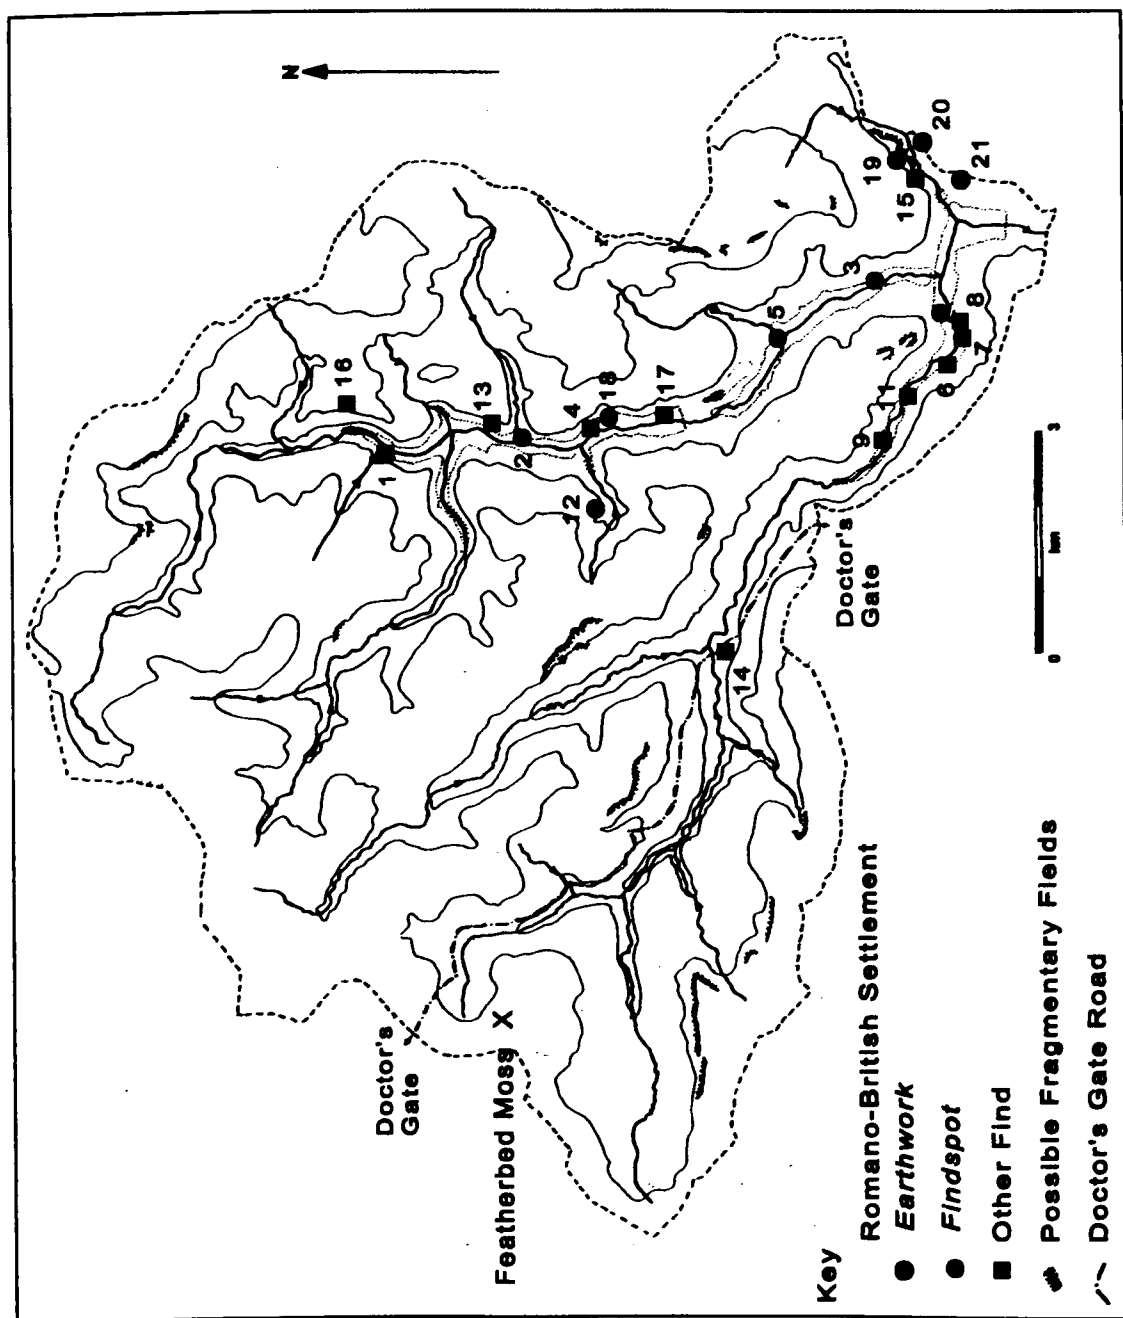 N
16
1
13
2
4
18
17
12
5
3
19
20
15
21
8
7
6
11
9
14
Doctor's
Gate
Doctor's
Gate
Featherbed Moss X
0 km 3
Key
Romano-British Settlement
Earthwork
Findspot
Other Find
Possible Fragmentary Fields
Doctor's Gate Road